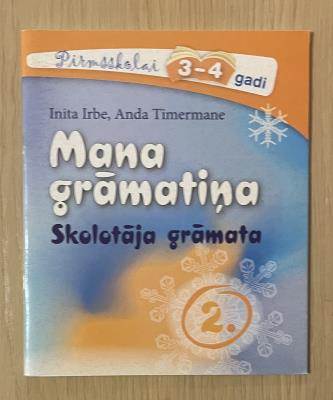 Pirmsskolai 3-4 gadi
Inita Irbe, Anda Timermane
Mana
grāmatiņa
Skolotāja grāmata
2.